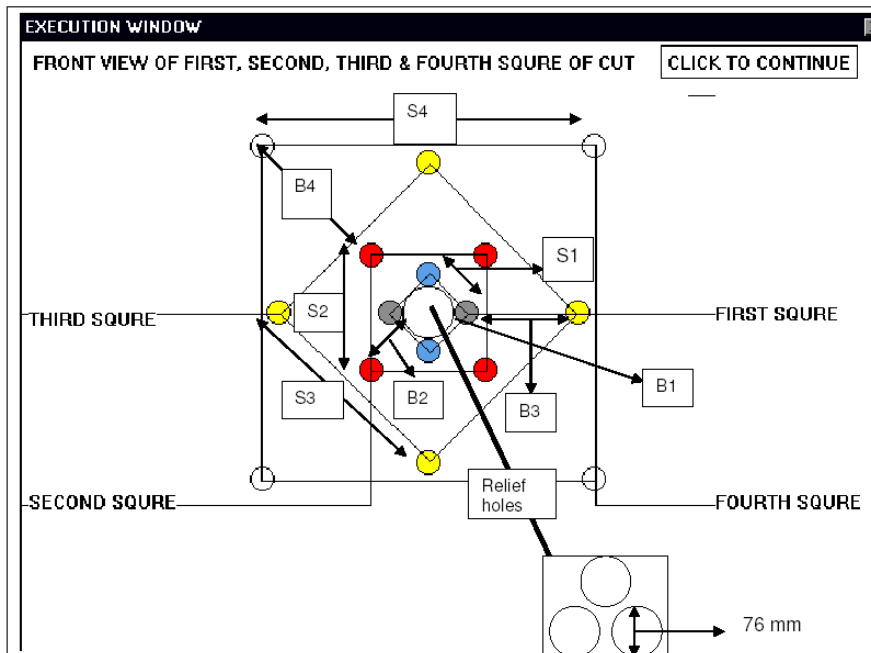 EXECUTION WINDOW
FRONT VIEW OF FIRST, SECOND, THIRD & FOURTH SQURE OF CUT
CLICK TO CONTINUE
S4
B4
S1
S2
THIRD SQURE
FIRST SQURE
S3
B2
B3
B1
Relief
holes
SECOND SQURE
FOURTH SQURE
76 mm